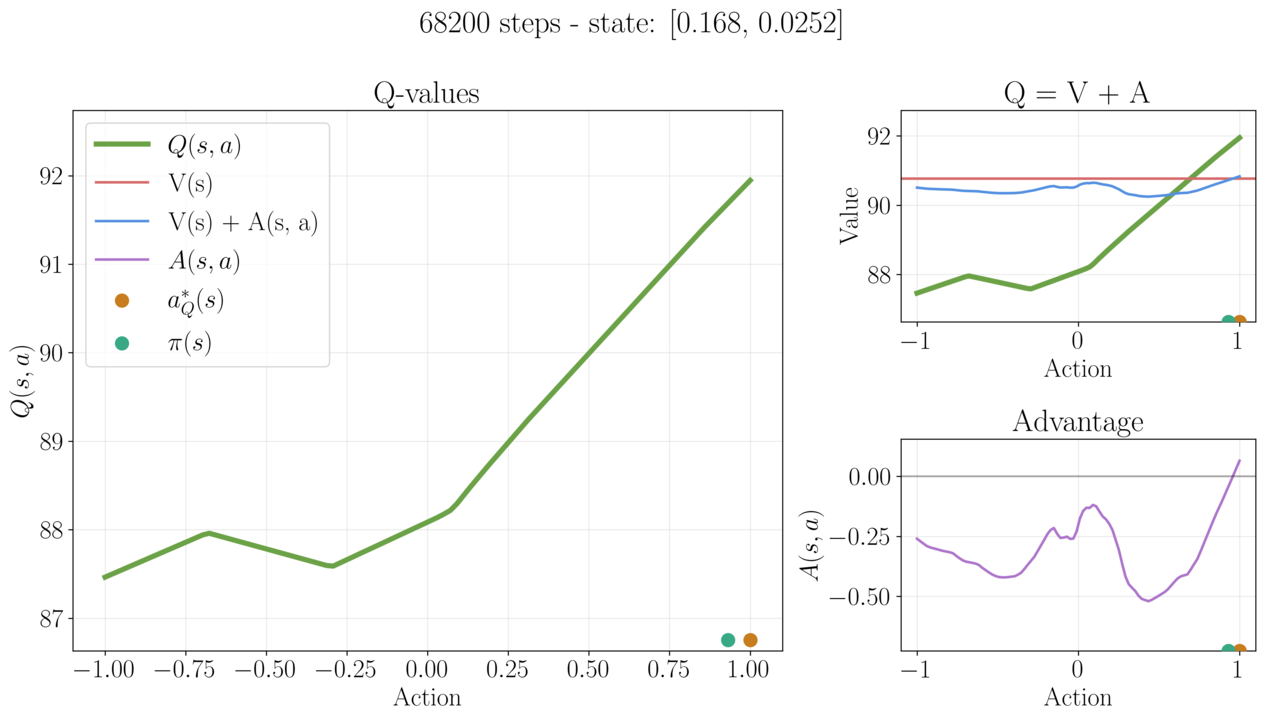 68200 steps - state: [0.168, 0.0252]
Q-values
Q(s, a)
V(s)
V(s) + A(s, a)
A(s, a)
a*_Q(s)
π(s)
Q(s, a)
92
91
90
89
88
87
−1.00 −0.75 −0.50 −0.25 0.00 0.25 0.50 0.75 1.00
Action
Q = V + A
Value
92
90
88
−1 0 1
Action
Advantage
A(s, a)
0.00
−0.25
−0.50
−1 0 1
Action